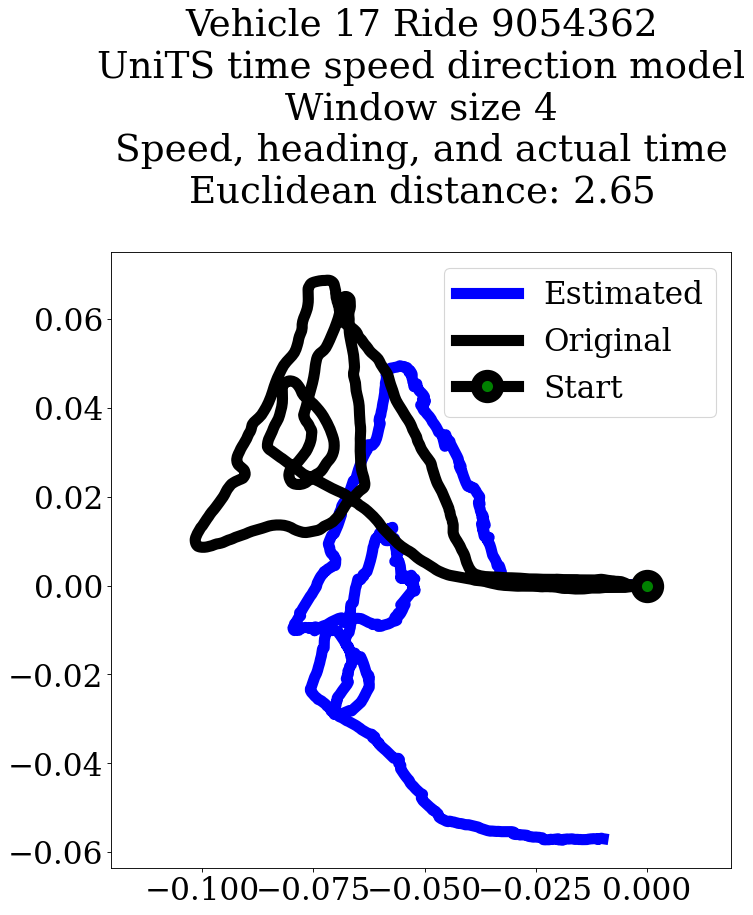 Vehicle 17 Ride 9054362
UniTS time speed direction model
Window size 4
Speed, heading, and actual time
Euclidean distance: 2.65
Estimated
Original
Start
0.06
0.04
0.02
0.00
−0.02
−0.04
−0.06
−0.100 −0.075 −0.050 −0.025 0.000